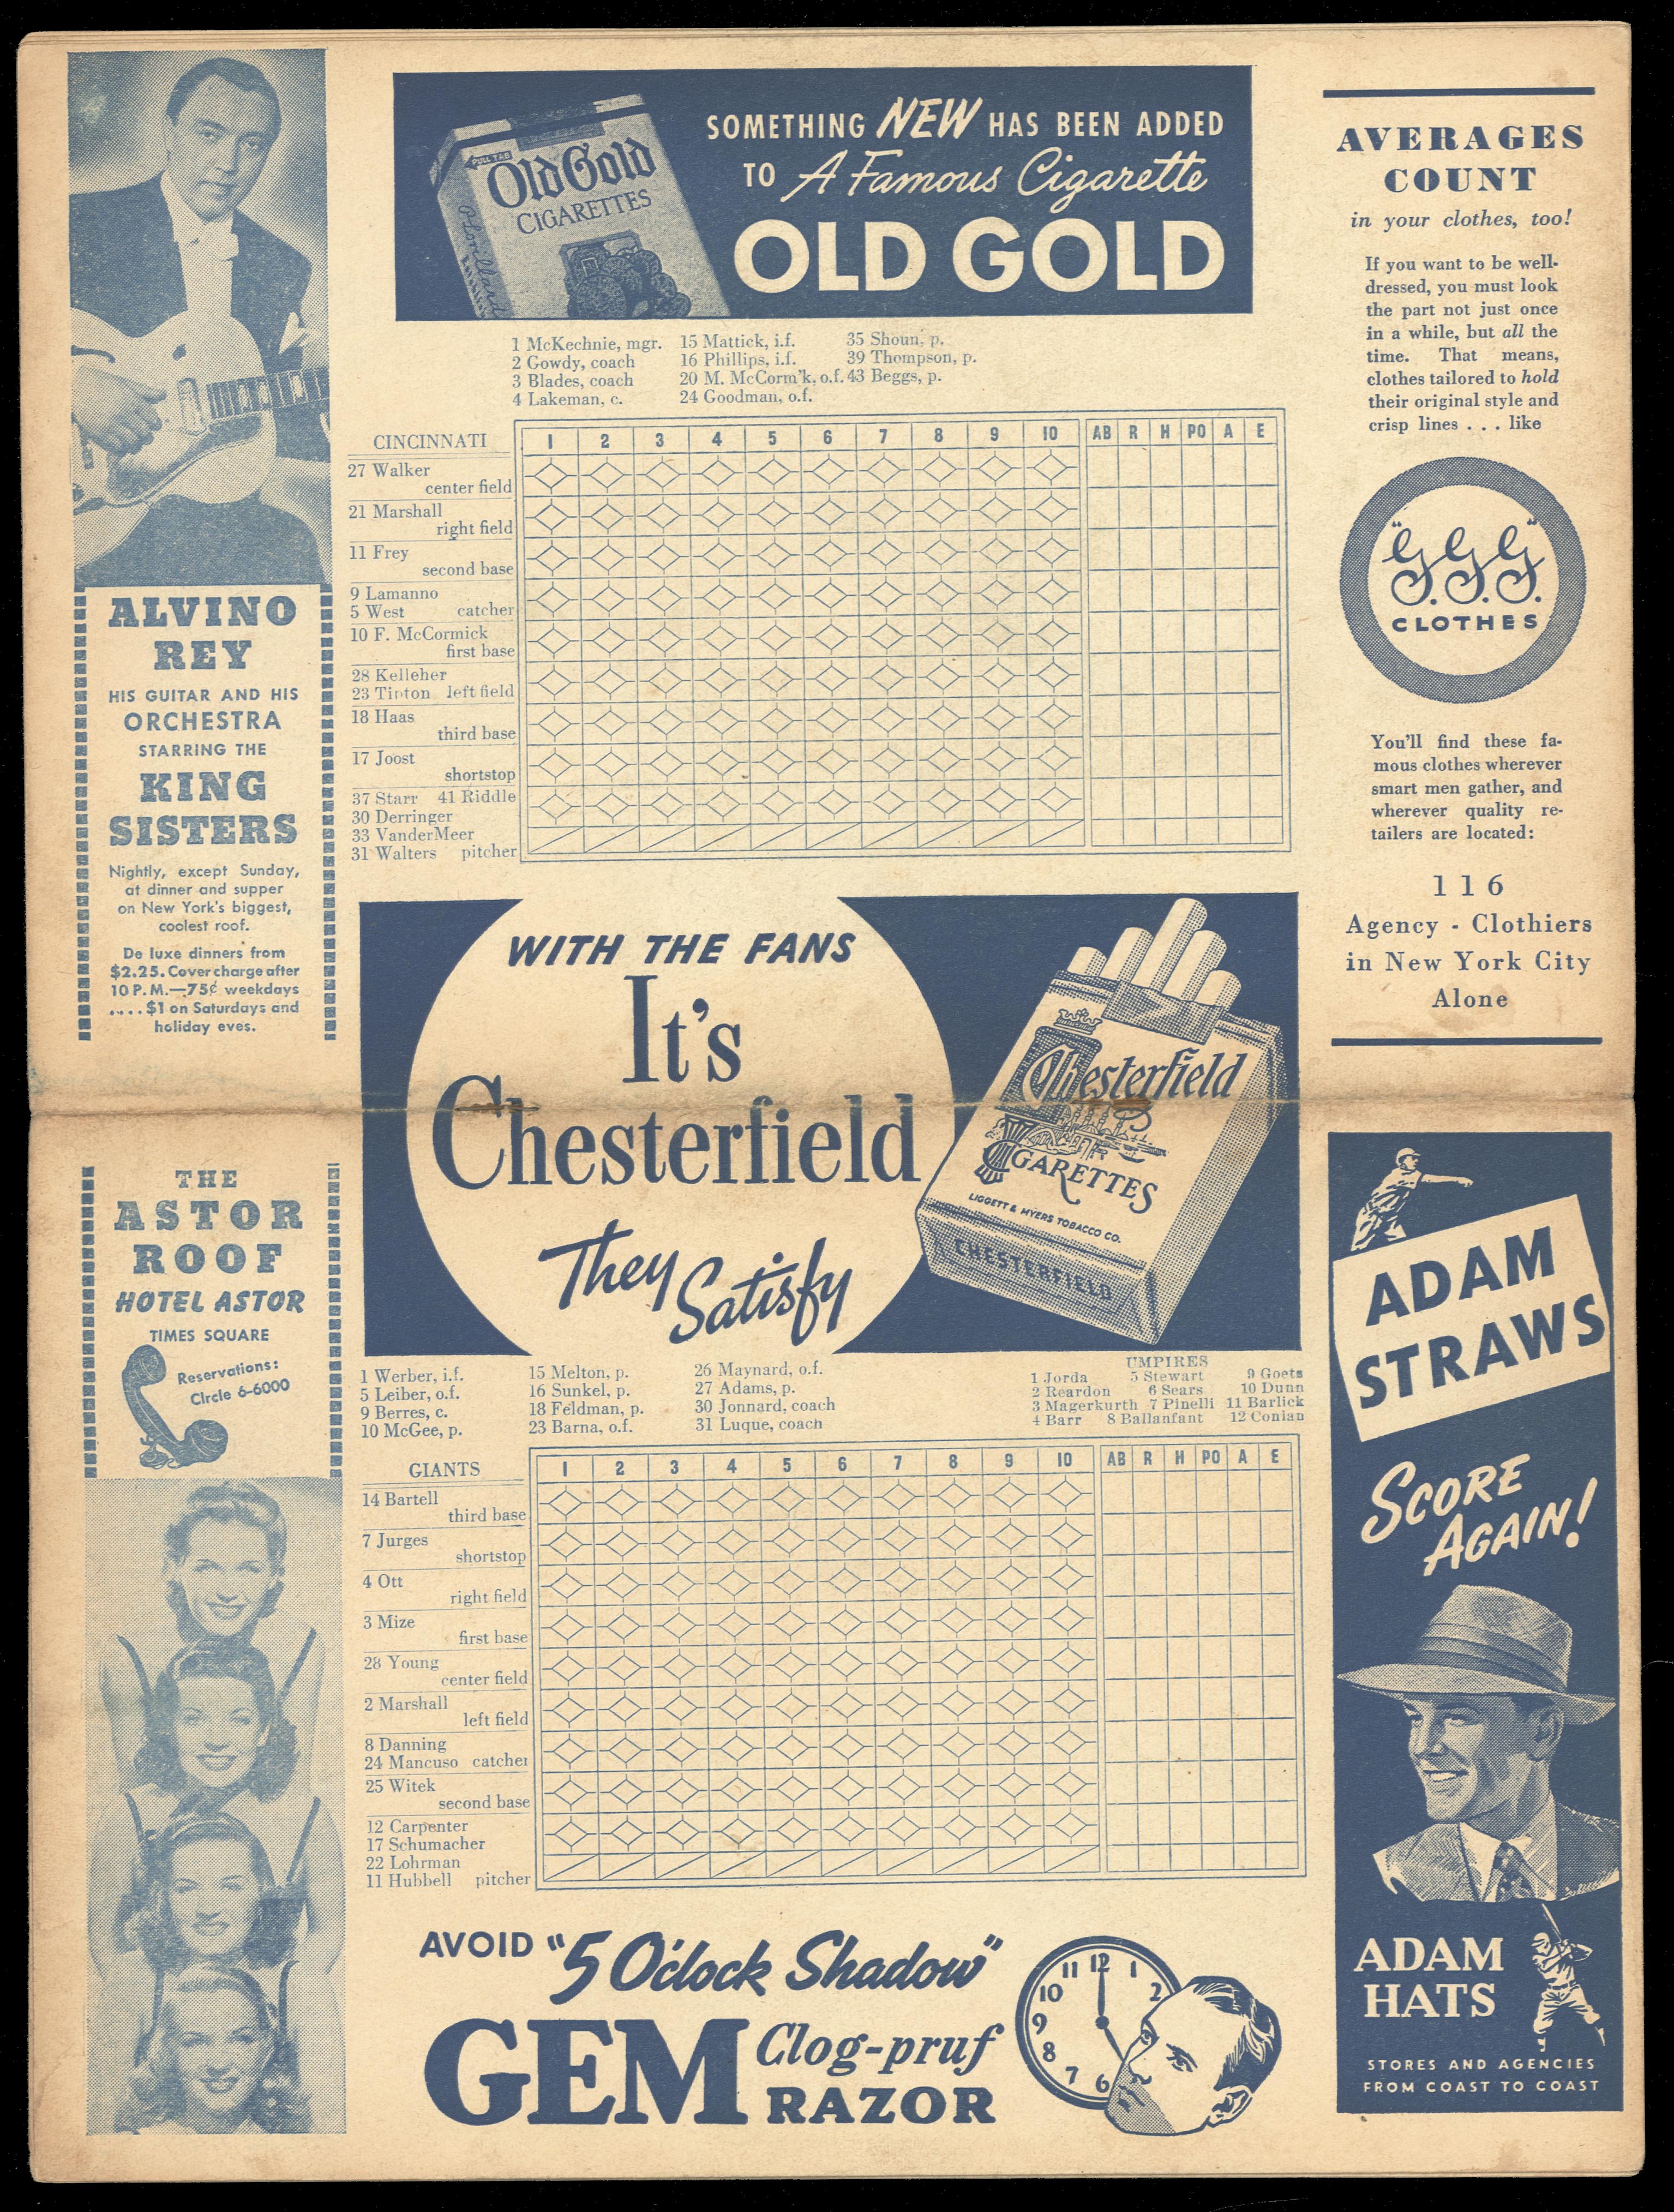 SOMETHING NEW HAS BEEN ADDED
TO A Famous Cigarette
OLD GOLD
PULL TAB
Old Gold
CIGARETTES
P. Lorillard
1 McKechnie, mgr. 15 Mattick, i.f. 35 Shoun, p.
2 Gowdy, coach 16 Phillips, i.f. 39 Thompson, p.
3 Blades, coach 20 M. McCorm'k, o.f. 43 Beggs, p.
4 Lakeman, c. 24 Goodman, o.f.
CINCINNATI 1 2 3 4 5 6 7 8 9 10 AB R H PO A E
27 Walker
center field
21 Marshall
right field
11 Frey
second base
9 Lamanno
5 West catcher
10 F. McCormick
first base
28 Kelleher
23 Tipton left field
18 Haas
third base
17 Joost
shortstop
37 Starr 41 Riddle
30 Derringer
33 VanderMeer
31 Walters pitcher
ALVINO
REY
HIS GUITAR AND HIS
ORCHESTRA
STARRING THE
KING
SISTERS
Nightly, except Sunday,
at dinner and supper
on New York's biggest,
coolest roof.
De luxe dinners from
$2.25. Cover charge after
10 P.M.—75¢ weekdays
.... $1 on Saturdays and
holiday eves.
THE
ASTOR
ROOF
HOTEL ASTOR
TIMES SQUARE
Reservations:
CIrcle 6-6000
AVERAGES
COUNT
in your clothes, too!
If you want to be well-
dressed, you must look
the part not just once
in a while, but all the
time. That means,
clothes tailored to hold
their original style and
crisp lines . . . like
"G.G.G."
CLOTHES
You'll find these fa-
mous clothes wherever
smart men gather, and
wherever quality re-
tailers are located:
116
Agency - Clothiers
in New York City
Alone
WITH THE FANS
It's
Chesterfield
They
Satisfy
Chesterfield
CIGARETTES
LIGGETT & MYERS TOBACCO CO.
CHESTERFIELD
1 Werber, i.f. 15 Melton, p. 26 Maynard, o.f.
5 Leiber, o.f. 16 Sunkel, p. 27 Adams, p.
9 Berres, c. 18 Feldman, p. 30 Jonnard, coach
10 McGee, p. 23 Barna, o.f. 31 Luque, coach
UMPIRES
1 Jorda 5 Stewart 9 Goets
2 Reardon 6 Sears 10 Dunn
3 Magerkurth 7 Pinelli 11 Barlick
4 Barr 8 Ballanfant 12 Conlan
GIANTS 1 2 3 4 5 6 7 8 9 10 AB R H PO A E
14 Bartell
third base
7 Jurges
shortstop
4 Ott
right field
3 Mize
first base
28 Young
center field
2 Marshall
left field
8 Danning
24 Mancuso catcher
25 Witek
second base
12 Carpenter
17 Schumacher
22 Lohrman
11 Hubbell pitcher
AVOID "5 O'clock Shadow"
GEM Clog-pruf
RAZOR
11 12 1
10 2
9
8
7 6
ADAM
STRAWS
SCORE
AGAIN!
ADAM
HATS
STORES AND AGENCIES
FROM COAST TO COAST